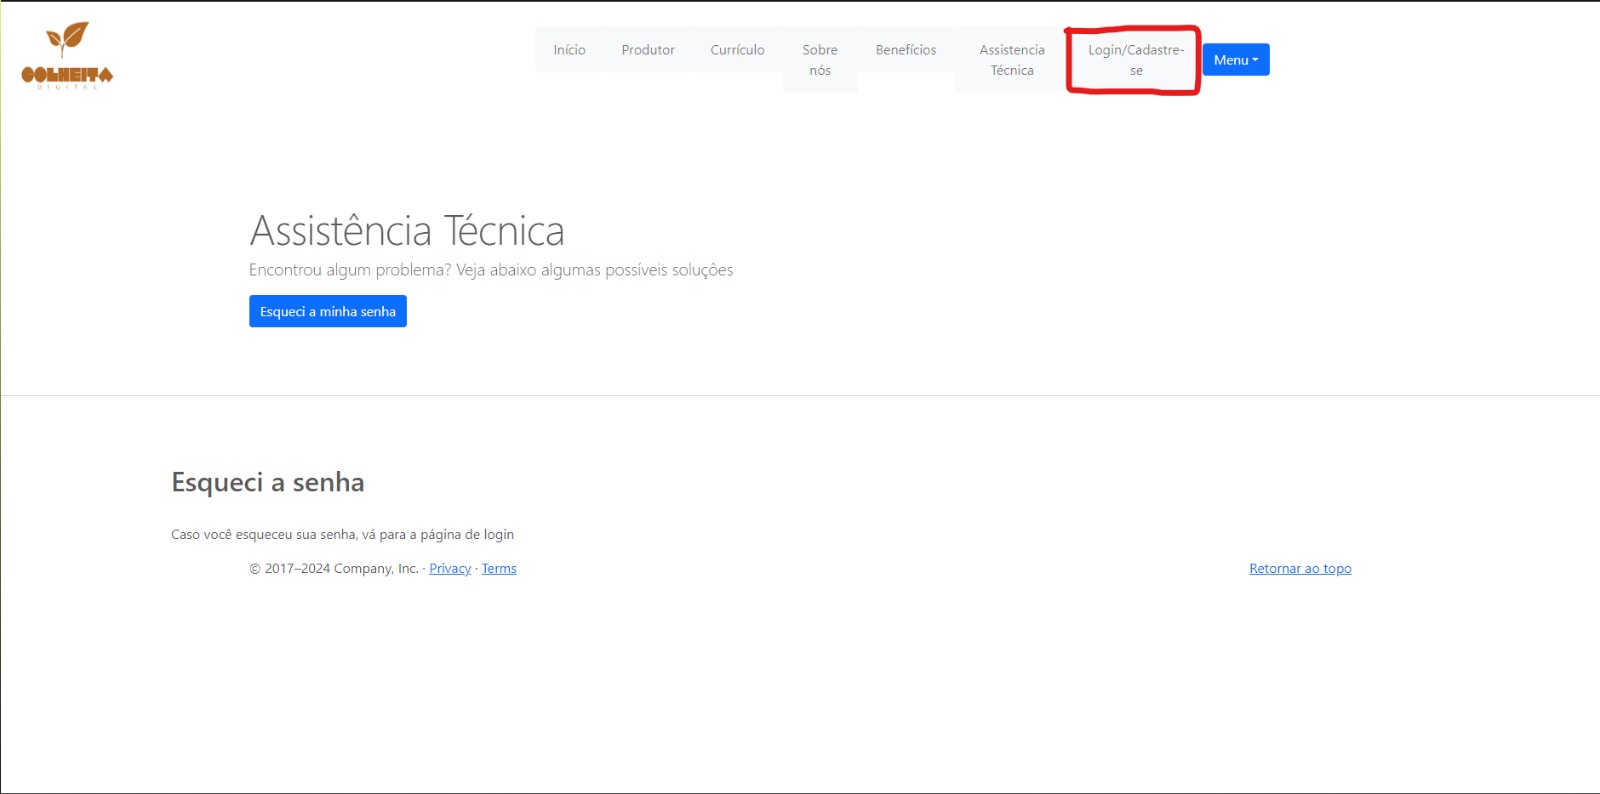 COLHEITA
DIGITAL
Início
Produtor
Currículo
Sobre
nós
Benefícios
Assistencia
Técnica
Login/Cadastre-
se
Menu
Assistência Técnica
Encontrou algum problema? Veja abaixo algumas possíveis soluções
Esqueci a minha senha
Esqueci a senha
Caso você esqueceu sua senha, vá para a página de login
© 2017–2024 Company, Inc. · Privacy · Terms
Retornar ao topo